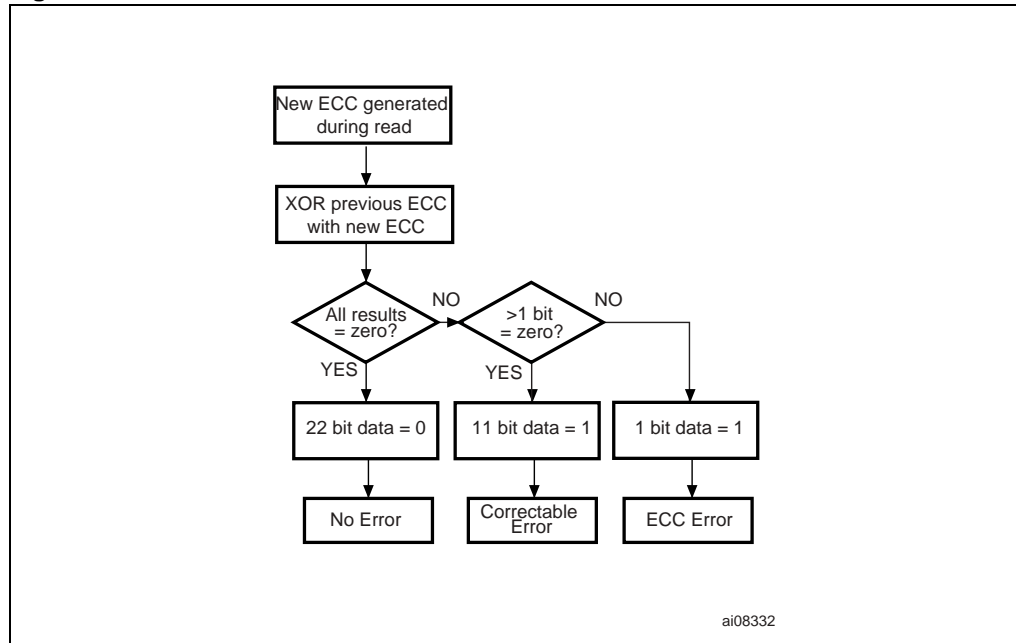 New ECC generated
during read
XOR previous ECC
with new ECC
All results
= zero?
NO
>1 bit
= zero?
NO
YES
YES
22 bit data = 0
11 bit data = 1
1 bit data = 1
No Error
Correctable
Error
ECC Error
ai08332